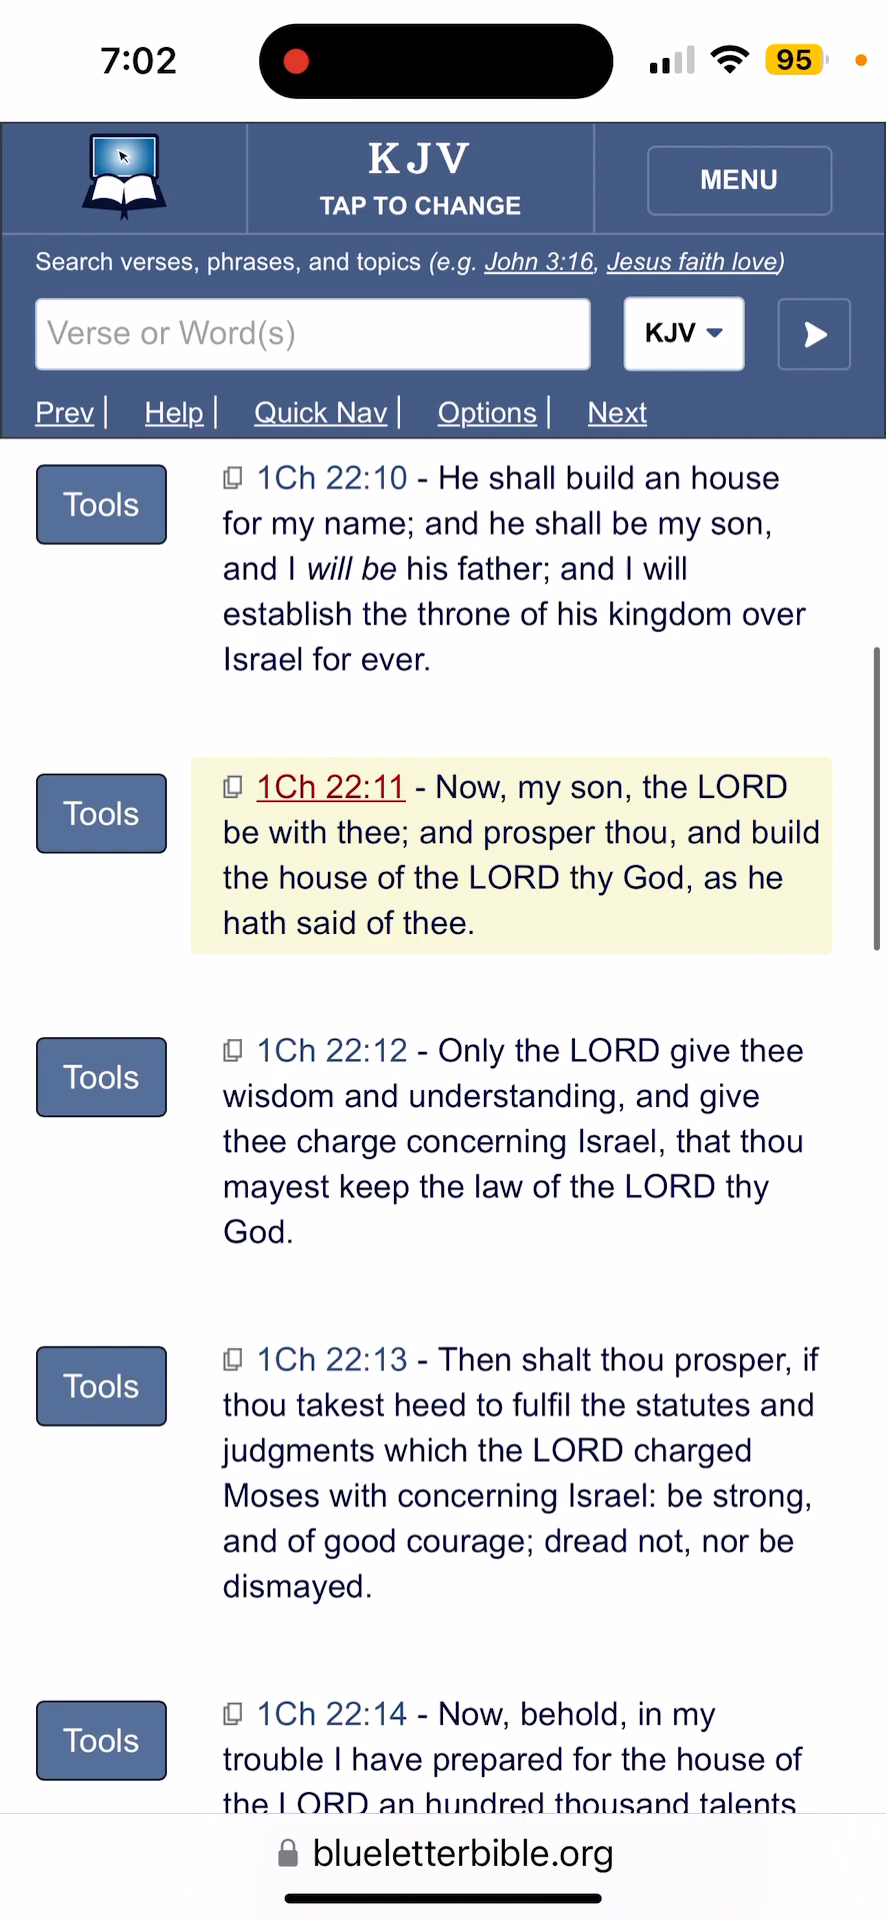 7:02
95
KJV
TAP TO CHANGE
MENU
Search verses, phrases, and topics (e.g. John 3:16, Jesus faith love)
Verse or Word(s)
KJV
Prev | Help | Quick Nav | Options | Next
Tools
1Ch 22:10 - He shall build an house
for my name; and he shall be my son,
and I will be his father; and I will
establish the throne of his kingdom over
Israel for ever.
Tools
1Ch 22:11 - Now, my son, the LORD
be with thee; and prosper thou, and build
the house of the LORD thy God, as he
hath said of thee.
Tools
1Ch 22:12 - Only the LORD give thee
wisdom and understanding, and give
thee charge concerning Israel, that thou
mayest keep the law of the LORD thy
God.
Tools
1Ch 22:13 - Then shalt thou prosper, if
thou takest heed to fulfil the statutes and
judgments which the LORD charged
Moses with concerning Israel: be strong,
and of good courage; dread not, nor be
dismayed.
Tools
1Ch 22:14 - Now, behold, in my
trouble I have prepared for the house of
the LORD an hundred thousand talents
blueletterbible.org